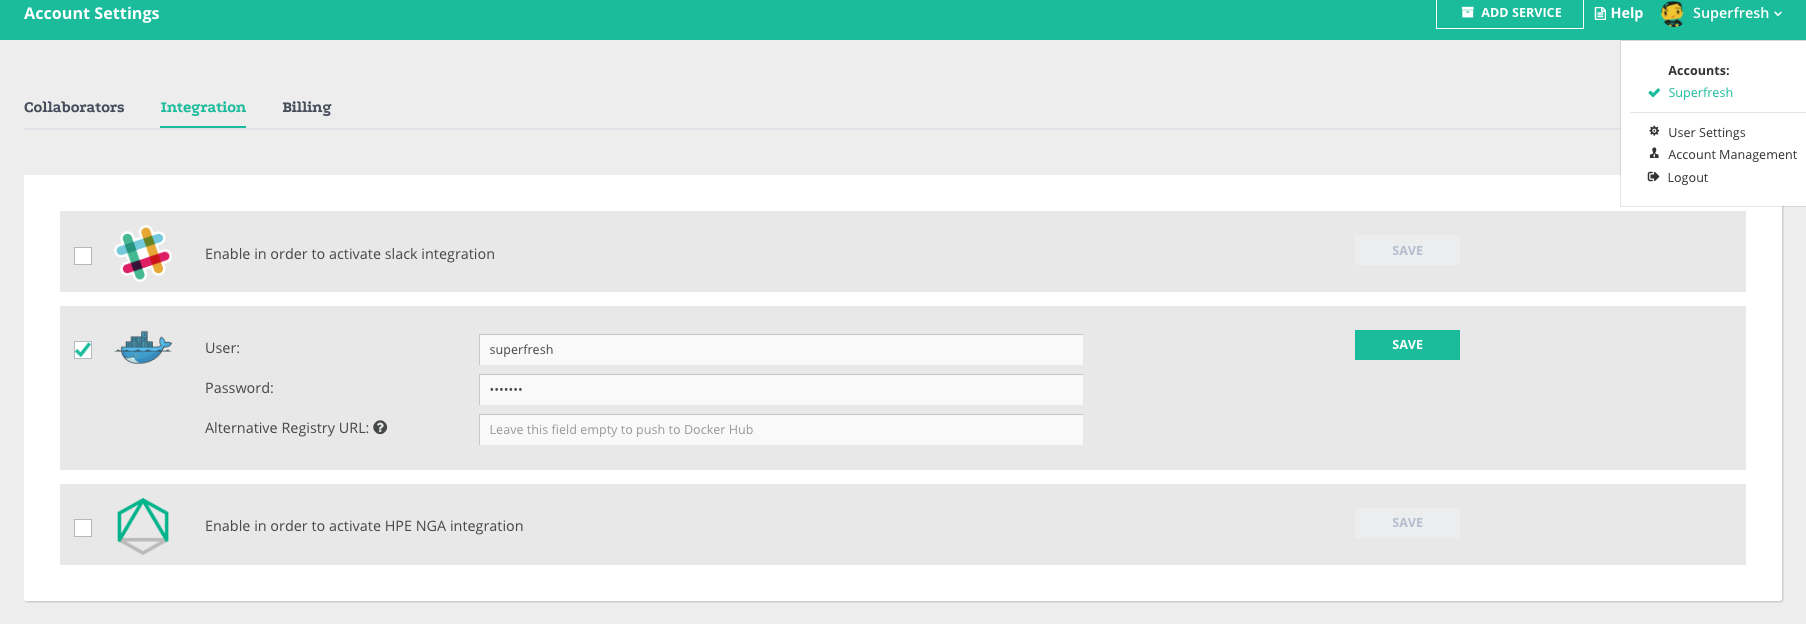 Account Settings
ADD SERVICE
Help
Superfresh
Accounts:
Superfresh
User Settings
Account Management
Logout
Collaborators
Integration
Billing
Enable in order to activate slack integration
SAVE
User:
superfresh
SAVE
Password:
•••••••
Alternative Registry URL:
Leave this field empty to push to Docker Hub
Enable in order to activate HPE NGA integration
SAVE